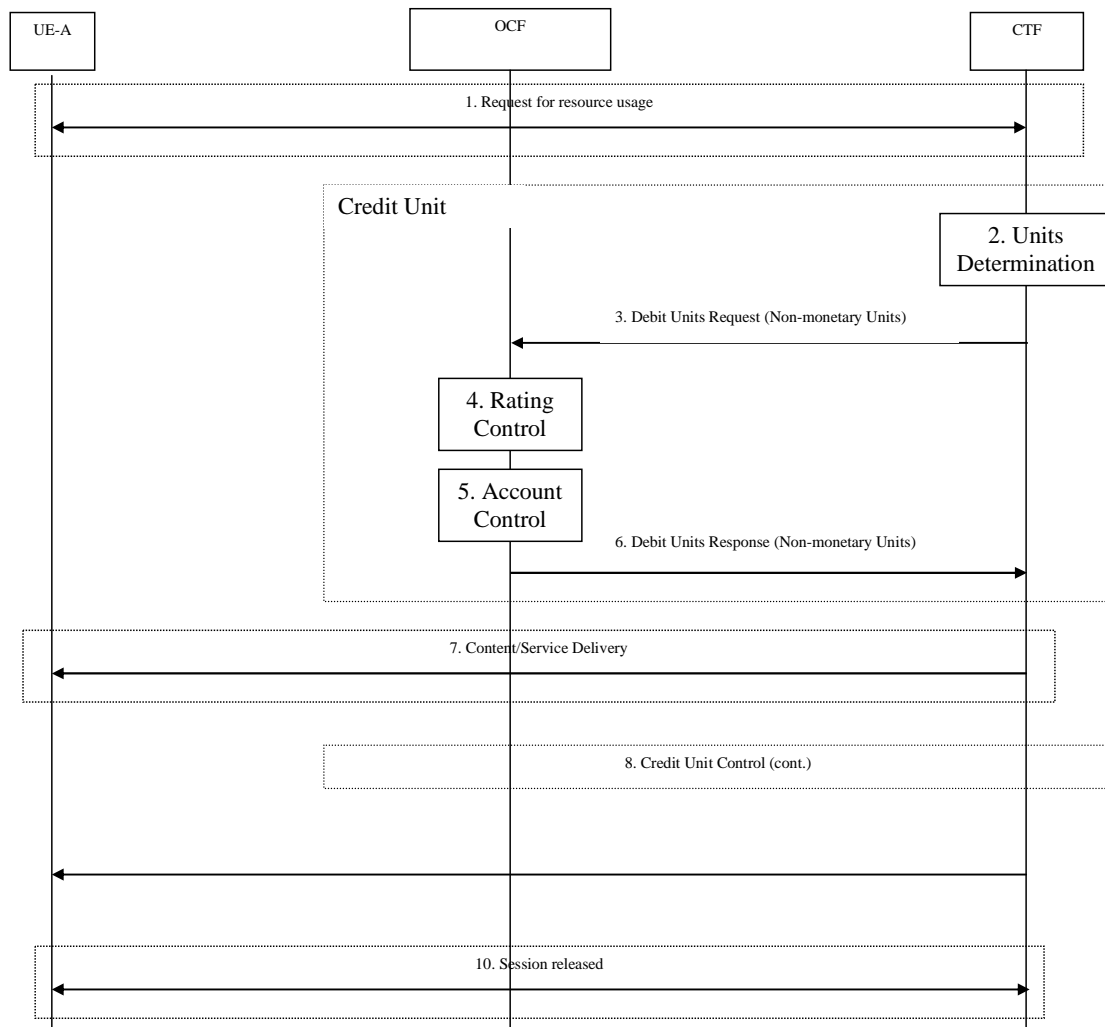 UE-A
OCF
CTF
1. Request for resource usage
Credit Unit
2. Units
Determination
3. Debit Units Request (Non-monetary Units)
4. Rating
Control
5. Account
Control
6. Debit Units Response (Non-monetary Units)
7. Content/Service Delivery
8. Credit Unit Control (cont.)
10. Session released